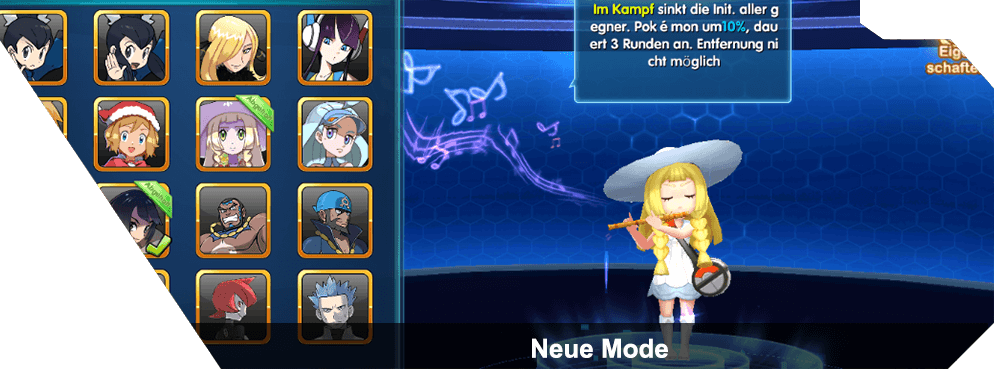 Im Kampf sinkt die Init. aller g
egner. Pok é mon um10%, dau
ert 3 Runden an. Entfernung ni
cht möglich
Eig
schafte
Neue Mode